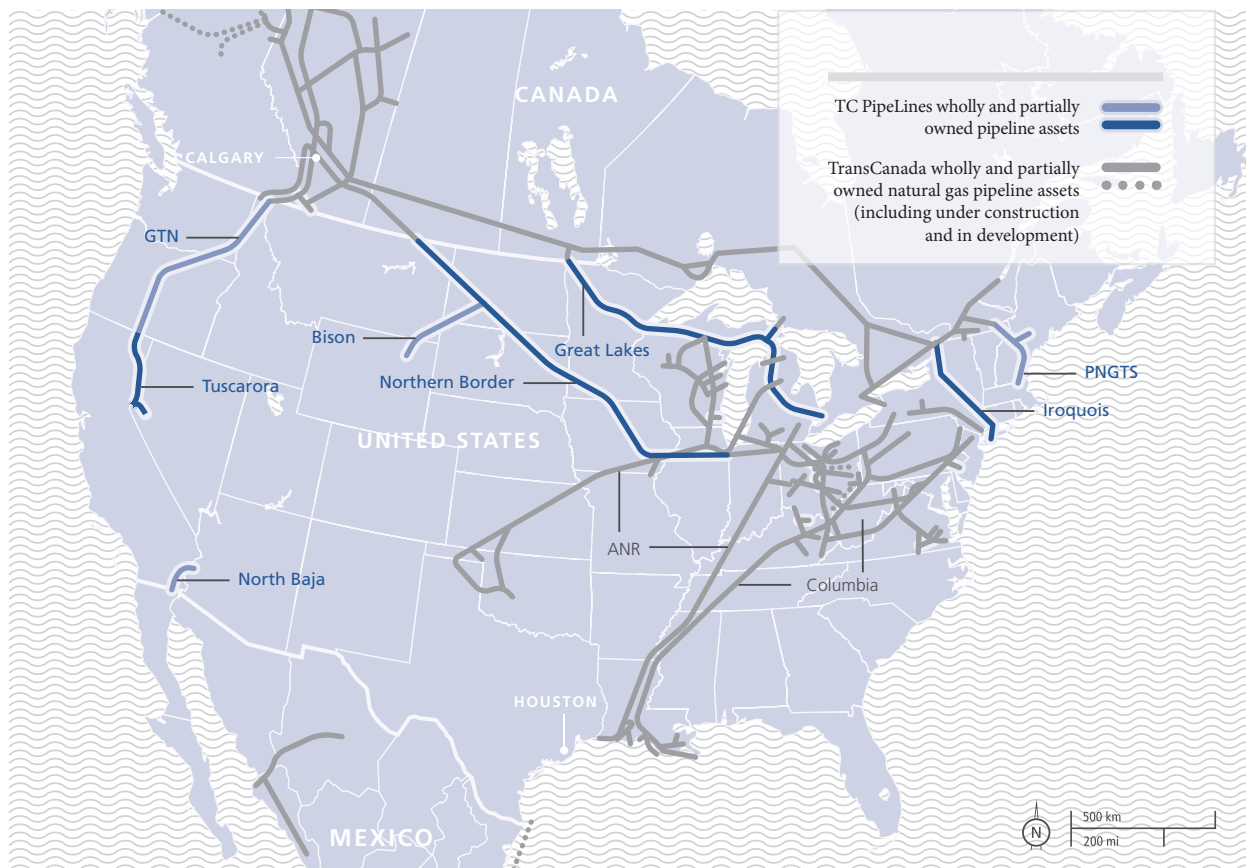 CANADA
TC PipeLines wholly and partially
owned pipeline assets
CALGARY
TransCanada wholly and partially
owned natural gas pipeline assets
(including under construction
and in development)
GTN
Bison
Great Lakes
Tuscarora
Northern Border
PNGTS
Iroquois
UNITED STATES
ANR
North Baja
Columbia
HOUSTON
MEXICO
N
500 km
200 mi